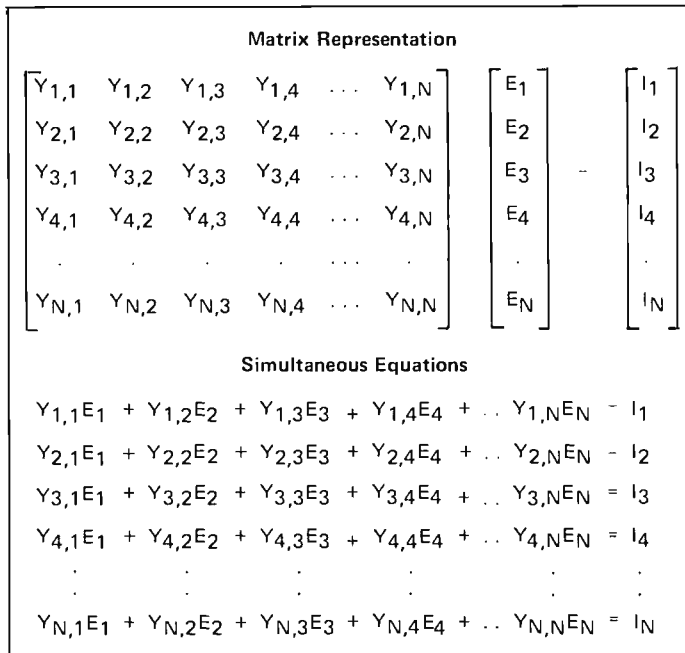 Matrix Representation
Y1,1 Y1,2 Y1,3 Y1,4 ... Y1,N E1 I1
Y2,1 Y2,2 Y2,3 Y2,4 ... Y2,N E2 I2
Y3,1 Y3,2 Y3,3 Y3,4 ... Y3,N E3 - I3
Y4,1 Y4,2 Y4,3 Y4,4 ... Y4,N E4 I4
. . . . ... . . .
YN,1 YN,2 YN,3 YN,4 ... YN,N EN IN
Simultaneous Equations
Y1,1E1 + Y1,2E2 + Y1,3E3 + Y1,4E4 + .. Y1,NEN - I1
Y2,1E1 + Y2,2E2 + Y2,3E3 + Y2,4E4 + .. Y2,NEN - I2
Y3,1E1 + Y3,2E2 + Y3,3E3 + Y3,4E4 + .. Y3,NEN = I3
Y4,1E1 + Y4,2E2 + Y4,3E3 + Y4,4E4 + .. Y4,NEN = I4
. . . . . .
. . . . . .
YN,1E1 + YN,2E2 + YN,3E3 + YN,4E4 + .. YN,NEN = IN